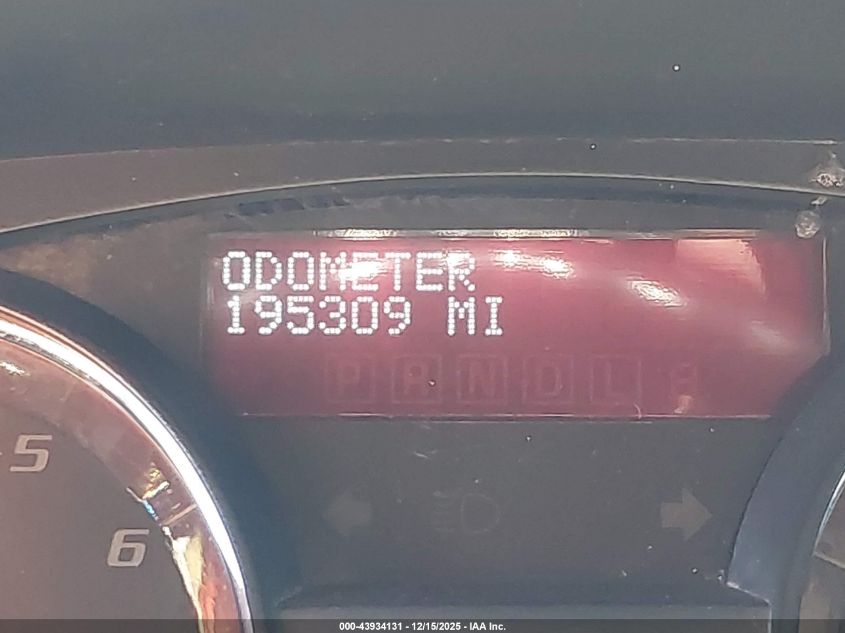 ODOMETER
195309 MI
P R N D L
5
6
000-43934131 - 12/15/2025 - IAA Inc.